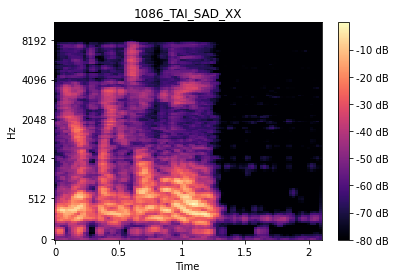 1086_TAI_SAD_XX
8192
4096
2048
1024
512
0
Hz
0
0.5
1
1.5
2
Time
-10 dB
-20 dB
-30 dB
-40 dB
-50 dB
-60 dB
-70 dB
-80 dB